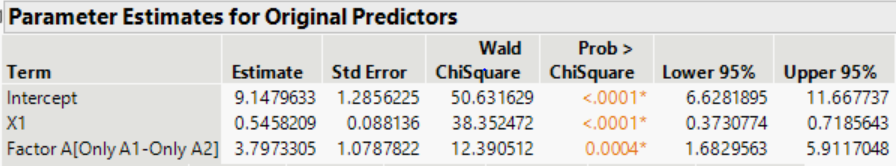 Parameter Estimates for Original Predictors
Wald Prob >
Term Estimate Std Error ChiSquare ChiSquare Lower 95% Upper 95%
Intercept 9.1479633 1.2856225 50.631629 <.0001* 6.6281895 11.667737
X1 0.5458209 0.088136 38.352472 <.0001* 0.3730774 0.7185643
Factor A[Only A1-Only A2] 3.7973305 1.0787822 12.390512 0.0004* 1.6829563 5.9117048